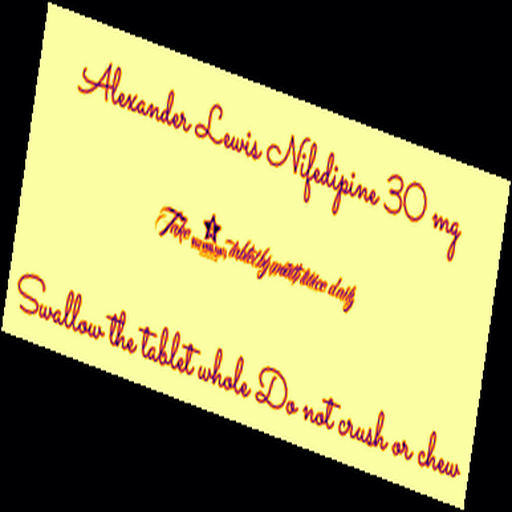 Alexander Lewis Nifedipine 30 mg
Take tablet by mouth twice daily
Swallow the tablet whole Do not crush or chew